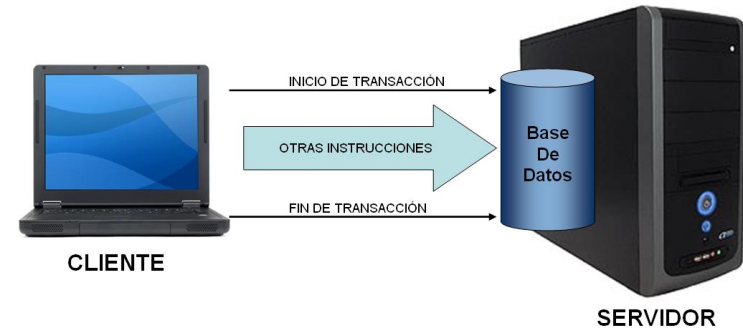 INICIO DE TRANSACCIÓN
OTRAS INSTRUCCIONES
FIN DE TRANSACCIÓN
Base
De
Datos
CLIENTE
SERVIDOR